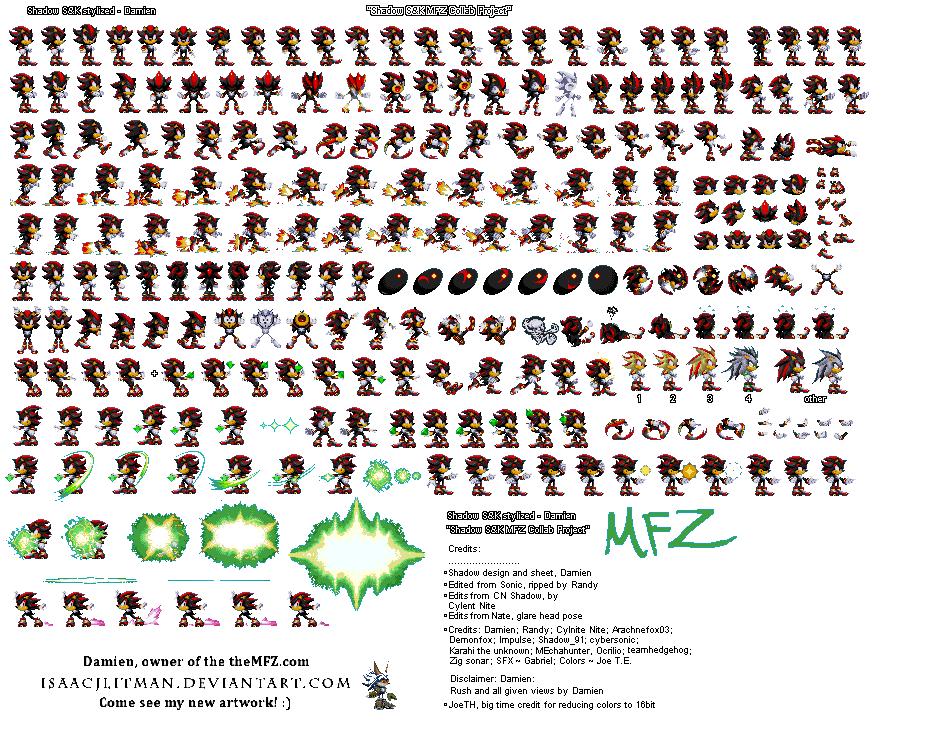 Shadow S&K stylized - Damien
"Shadow S&K MFZ Collab Project"
1 2 3 4 other
Shadow S&K stylized - Damien
"Shadow S&K MFZ Collab Project"
MFZ
Credits:
........................
Shadow design and sheet, Damien
Edited from Sonic, ripped by Randy
Edits from CN Shadow, by
Cylent Nite
Edits from Nate, glare head pose
Credits: Damien; Randy; Cylnite Nite; Arachnefox03;
Demonfox; Impulse; Shadow_91; cybersonic;
Karahi the unknown; MEchahunter, Ocrilio; teamhedgehog;
Zig sonar; SFX ~ Gabriel; Colors ~ Joe T.E.
Disclaimer: Damien:
Rush and all given views by Damien
JoeTH, big time credit for reducing colors to 16bit
Damien, owner of the theMFZ.com
ISAACJLITMAN.DEVIANTART.COM
Come see my new artwork! :)